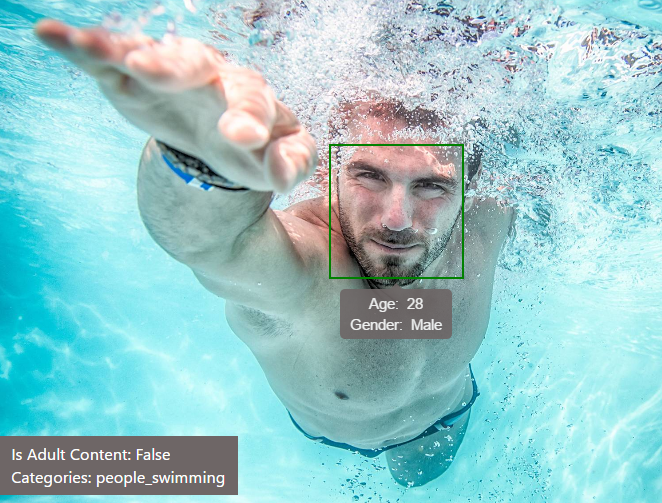 Age: 28
Gender: Male
Is Adult Content: False
Categories: people_swimming